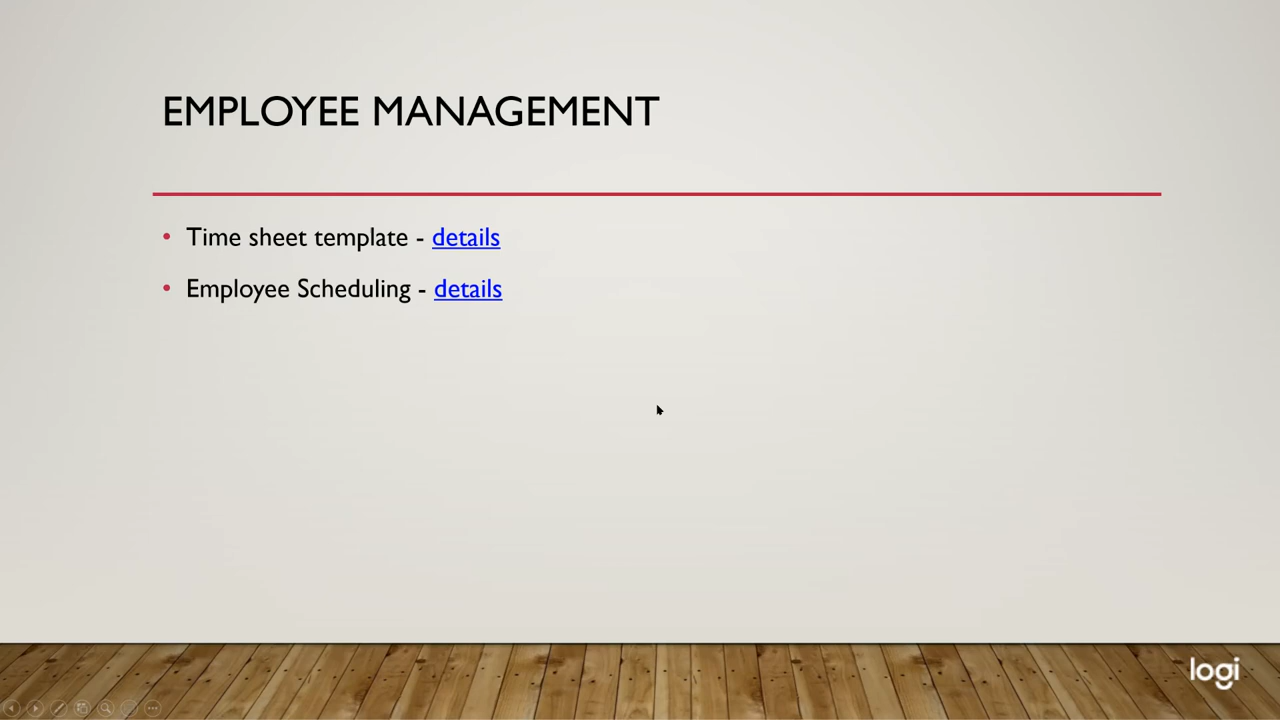 EMPLOYEE MANAGEMENT
• Time sheet template - details
• Employee Scheduling - details
logi